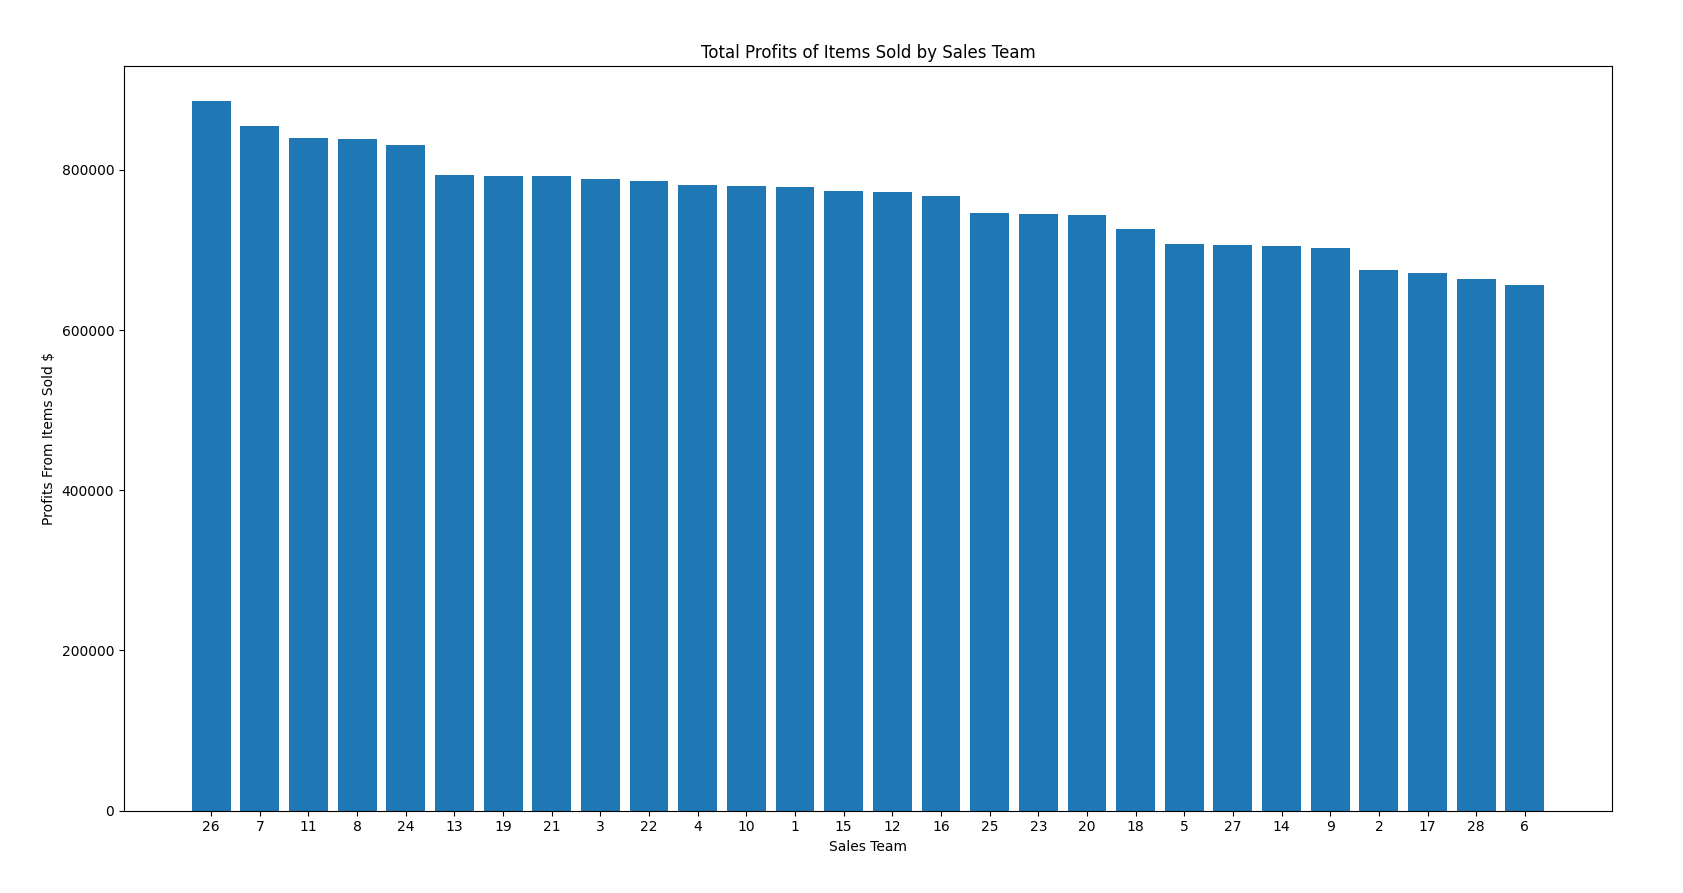 Total Profits of Items Sold by Sales Team
Profits From Items Sold $
800000
600000
400000
200000
0
26 7 11 8 24 13 19 21 3 22 4 10 1 15 12 16 25 23 20 18 5 27 14 9 2 17 28 6
Sales Team